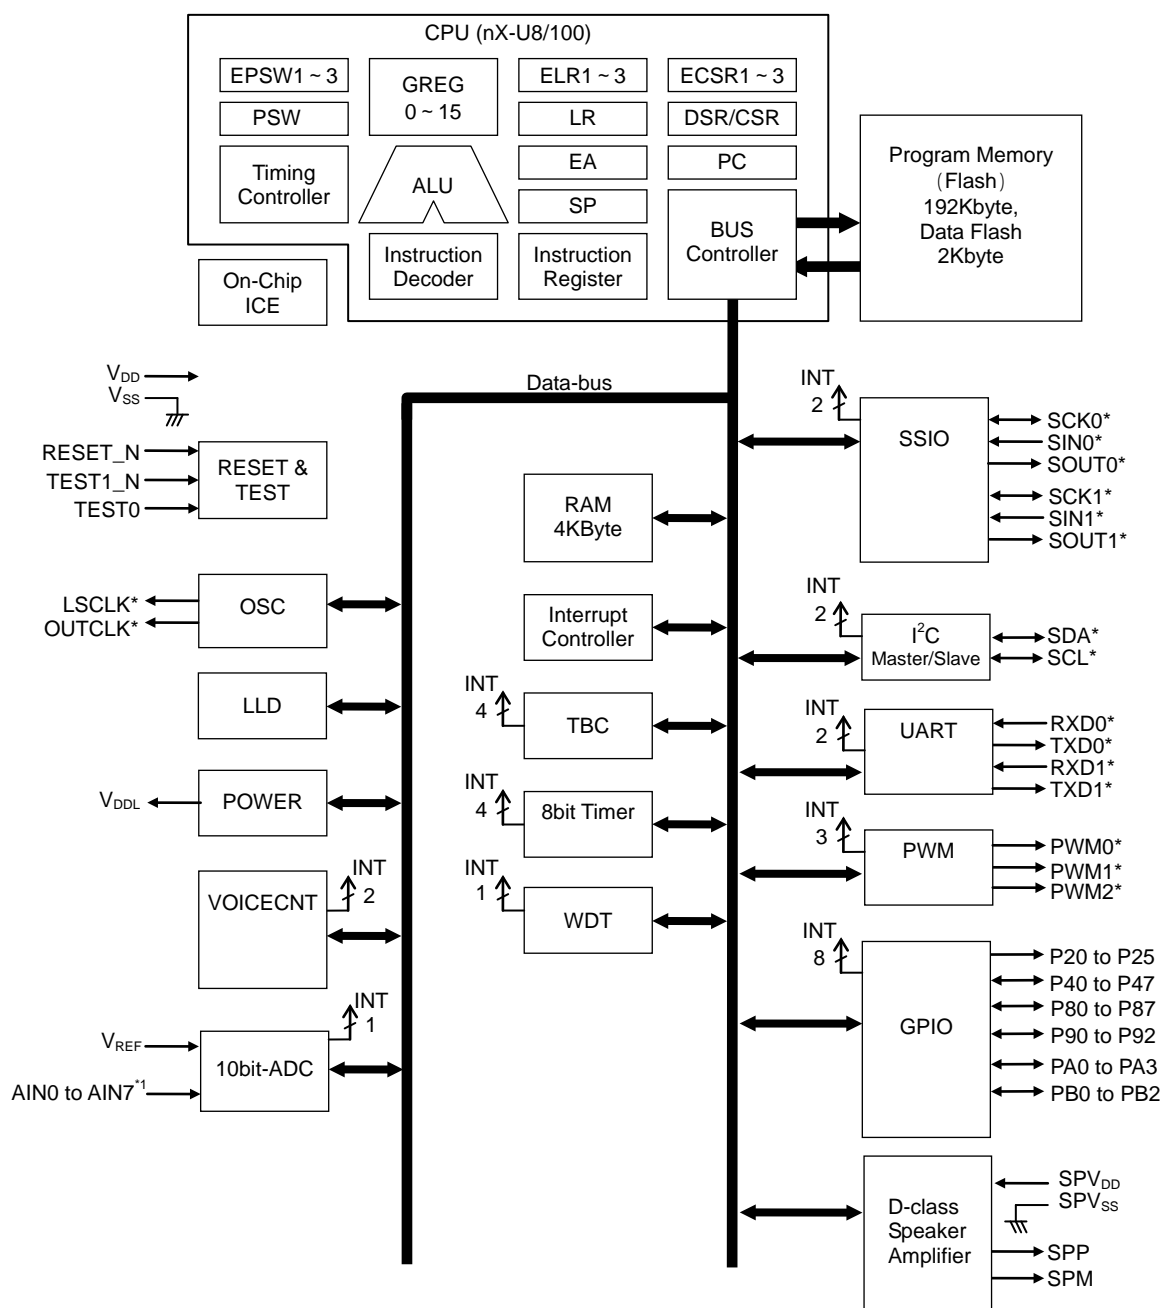 CPU (nX-U8/100)
EPSW1 ~ 3
GREG
0 ~ 15
ELR1 ~ 3
ECSR1 ~ 3
PSW
LR
DSR/CSR
Timing
Controller
ALU
EA
PC
SP
BUS
Controller
Instruction
Decoder
Instruction
Register
Program Memory
(Flash)
192Kbyte,
Data Flash
2Kbyte
On-Chip
ICE
VDD
VSS
Data-bus
RESET_N
TEST1_N
TEST0
RESET &
TEST
INT
2
SSIO
SCK0*
SIN0*
SOUT0*
SCK1*
SIN1*
SOUT1*
RAM
4KByte
LSCLK*
OUTCLK*
OSC
Interrupt
Controller
INT
2
I2C
Master/Slave
SDA*
SCL*
LLD
INT
4
TBC
INT
2
UART
RXD0*
TXD0*
RXD1*
TXD1*
VDDL
POWER
INT
4
8bit Timer
INT
3
PWM
PWM0*
PWM1*
PWM2*
VOICECNT
INT
2
INT
1
WDT
INT
8
GPIO
P20 to P25
P40 to P47
P80 to P87
P90 to P92
PA0 to PA3
PB0 to PB2
VREF
AIN0 to AIN7*1
10bit-ADC
INT
1
D-class
Speaker
Amplifier
SPVDD
SPVSS
SPP
SPM